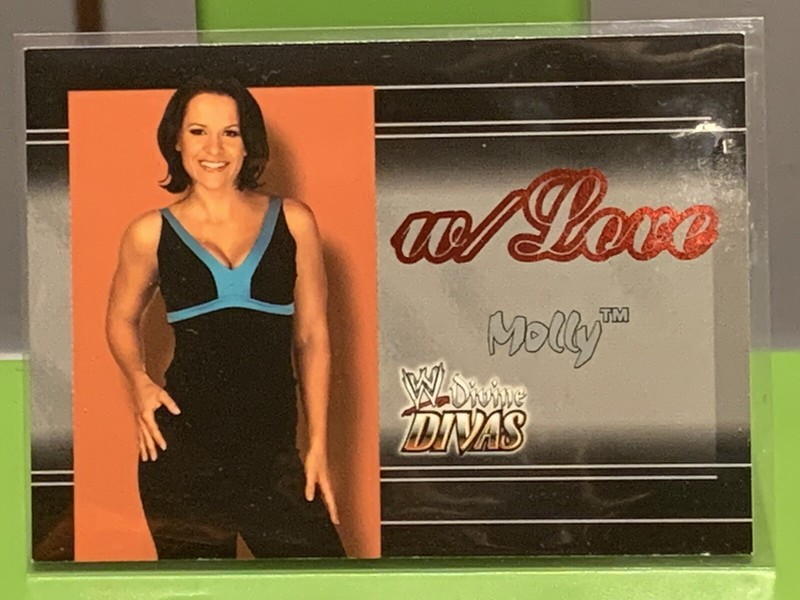 w/Love
Molly™
W Divine
DIVAS